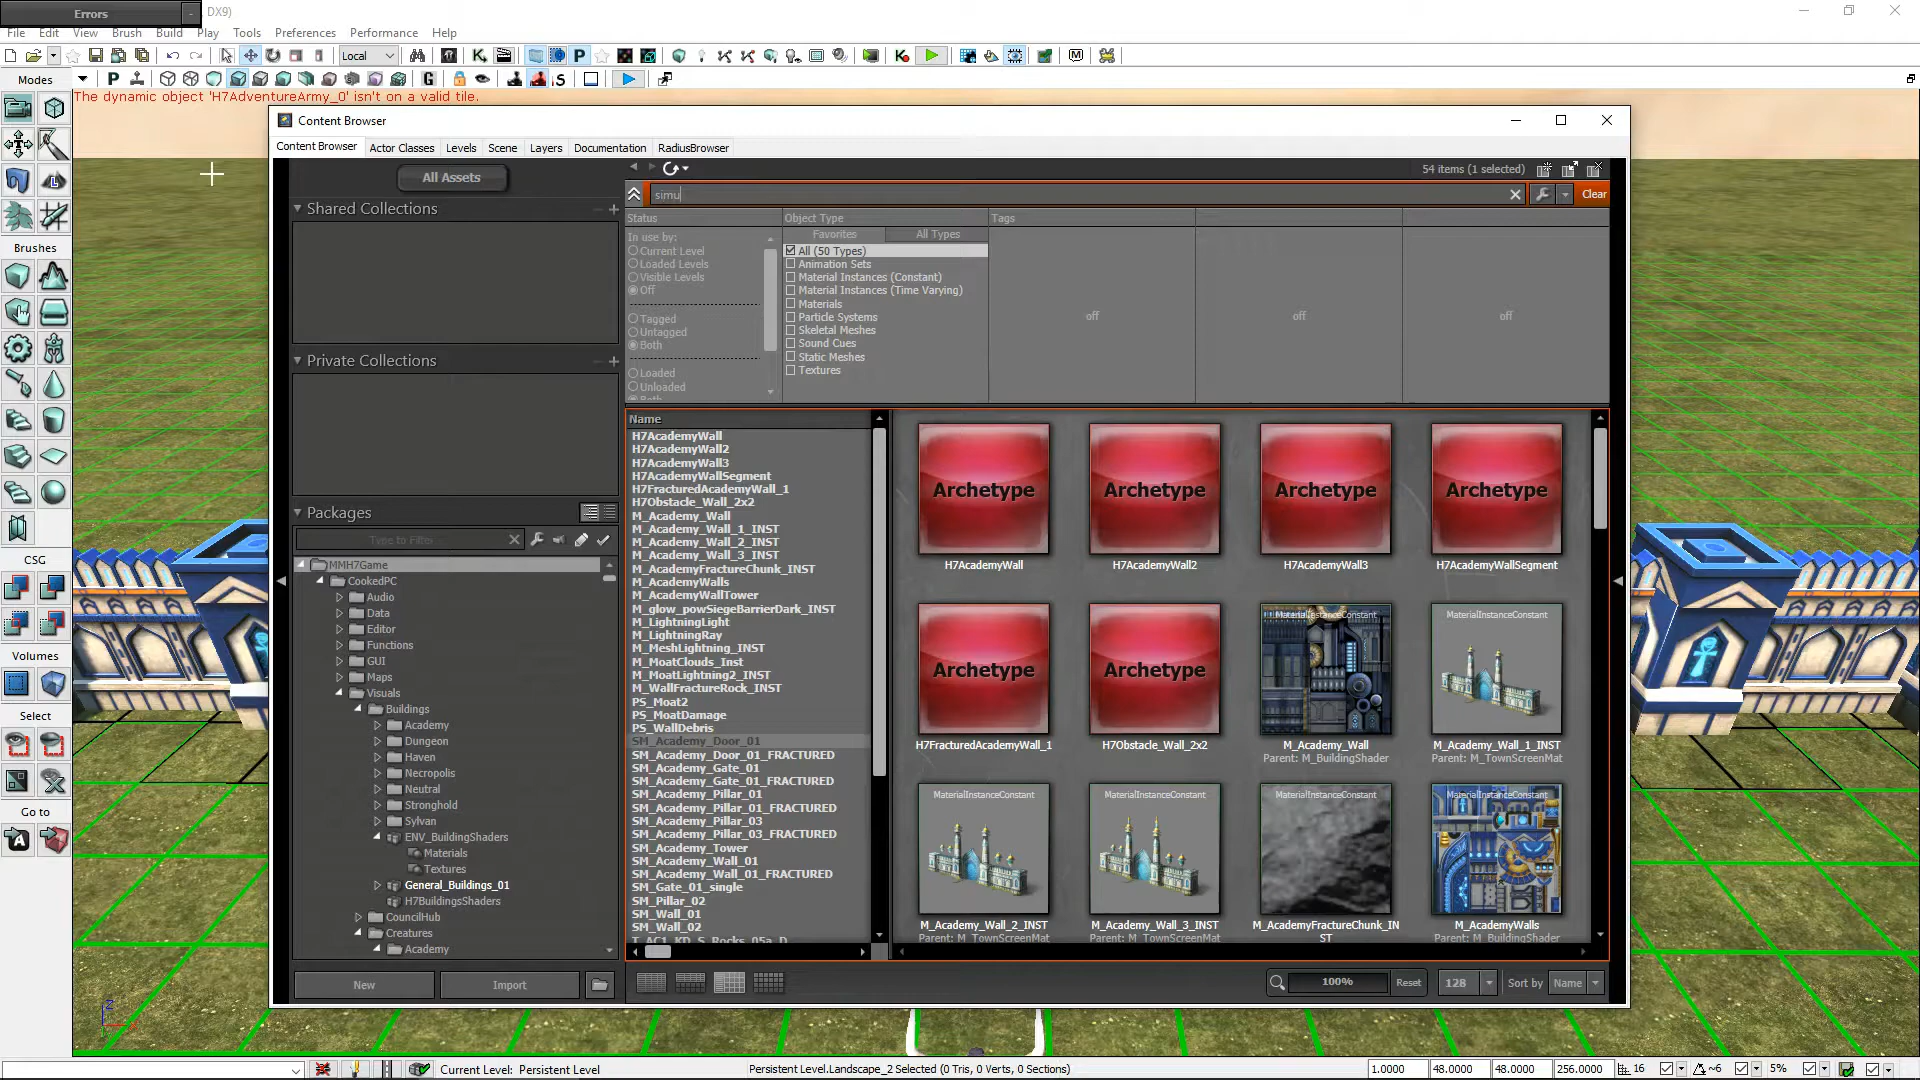 Errors
-
DX9)
File Edit View Brush Build Play Tools Preferences Performance Help
Local
Modes
The dynamic object 'H7AdventureArmy_0' isn't on a valid tile.
Content Browser
Content Browser Actor Classes Levels Scene Layers Documentation RadiusBrowser
All Assets
54 items (1 selected)
Shared Collections
simu
Clear
Status
Object Type
Tags
In use by:
Current Level
Loaded Levels
Visible Levels
Off
Tagged
Untagged
Both
Loaded
Unloaded
Both
Favorites
All Types
All (50 Types)
Animation Sets
Material Instances (Constant)
Material Instances (Time Varying)
Materials
Particle Systems
Skeletal Meshes
Sound Cues
Static Meshes
Textures
off
off
off
Private Collections
Packages
Type to Filter
MMH7Game
CookedPC
Audio
Data
Editor
Functions
GUI
Maps
Visuals
Buildings
Academy
Dungeon
Haven
Necropolis
Neutral
Stronghold
Sylvan
ENV_BuildingShaders
Materials
Textures
General_Buildings_01
H7BuildingsShaders
CouncilHub
Creatures
Academy
New
Import
Name
H7AcademyWall
H7AcademyWall2
H7AcademyWall3
H7AcademyWallSegment
H7FracturedAcademyWall_1
H7Obstacle_Wall_2x2
M_Academy_Wall
M_Academy_Wall_1_INST
M_Academy_Wall_2_INST
M_Academy_Wall_3_INST
M_AcademyFractureChunk_INST
M_AcademyWalls
M_AcademyWallTower
M_glow_powSiegeBarrierDark_INST
M_LightningLight
M_LightningRay
M_MeshLightning_INST
M_MoatClouds_Inst
M_MoatLightning2_INST
M_WallFractureRock_INST
PS_Moat2
PS_MoatDamage
PS_WallDebris
SM_Academy_Door_01
SM_Academy_Door_01_FRACTURED
SM_Academy_Gate_01
SM_Academy_Gate_01_FRACTURED
SM_Academy_Pillar_01
SM_Academy_Pillar_01_FRACTURED
SM_Academy_Pillar_03
SM_Academy_Pillar_03_FRACTURED
SM_Academy_Tower
SM_Academy_Wall_01
SM_Academy_Wall_01_FRACTURED
SM_Gate_01_single
SM_Pillar_02
SM_Wall_01
SM_Wall_02
T_AC1_KD_S_Rocks_05a_D
Archetype
Archetype
Archetype
Archetype
H7AcademyWall
H7AcademyWall2
H7AcademyWall3
H7AcademyWallSegment
Archetype
Archetype
MaterialInstanceConstant
MaterialInstanceConstant
H7FracturedAcademyWall_1
H7Obstacle_Wall_2x2
M_Academy_Wall
Parent: M_BuildingShader
M_Academy_Wall_1_INST
Parent: M_TownScreenMat
MaterialInstanceConstant
MaterialInstanceConstant
MaterialInstanceConstant
MaterialInstanceConstant
M_Academy_Wall_2_INST
Parent: M_TownScreenMat
M_Academy_Wall_3_INST
Parent: M_TownScreenMat
M_AcademyFractureChunk_IN
ST
M_AcademyWalls
Parent: M_BuildingShader
100%
Reset
128
Sort by
Name
Brushes
CSG
Volumes
Select
Go to
Current Level: Persistent Level
Persistent Level.Landscape_2 Selected (0 Tris, 0 Verts, 0 Sections)
1.0000
48.0000
48.0000
256.0000
16
~6
5%